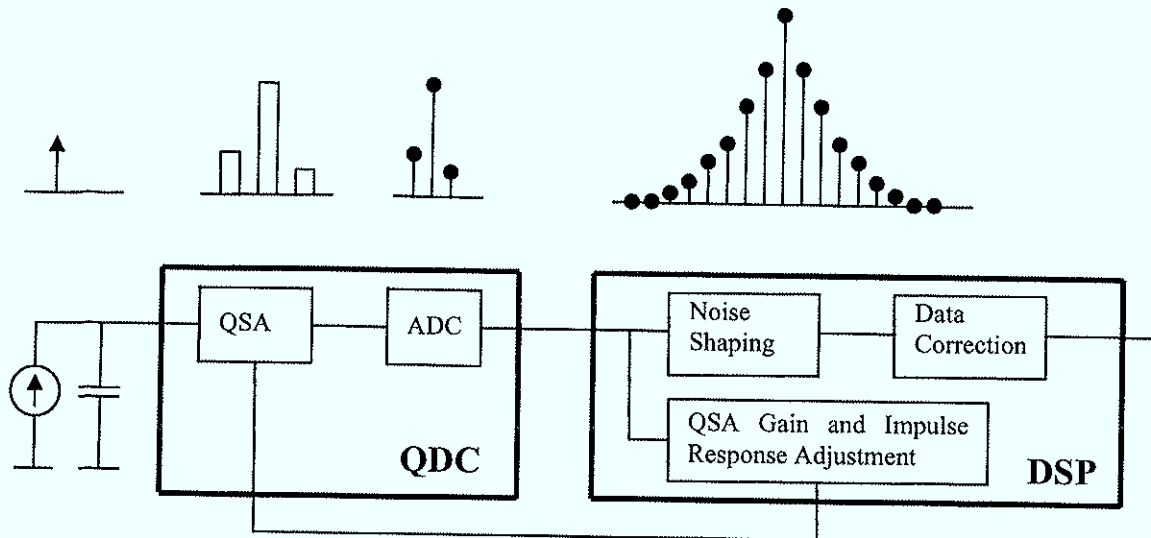 QSA
ADC
QDC
Noise
Shaping
Data
Correction
QSA Gain and Impulse
Response Adjustment
DSP